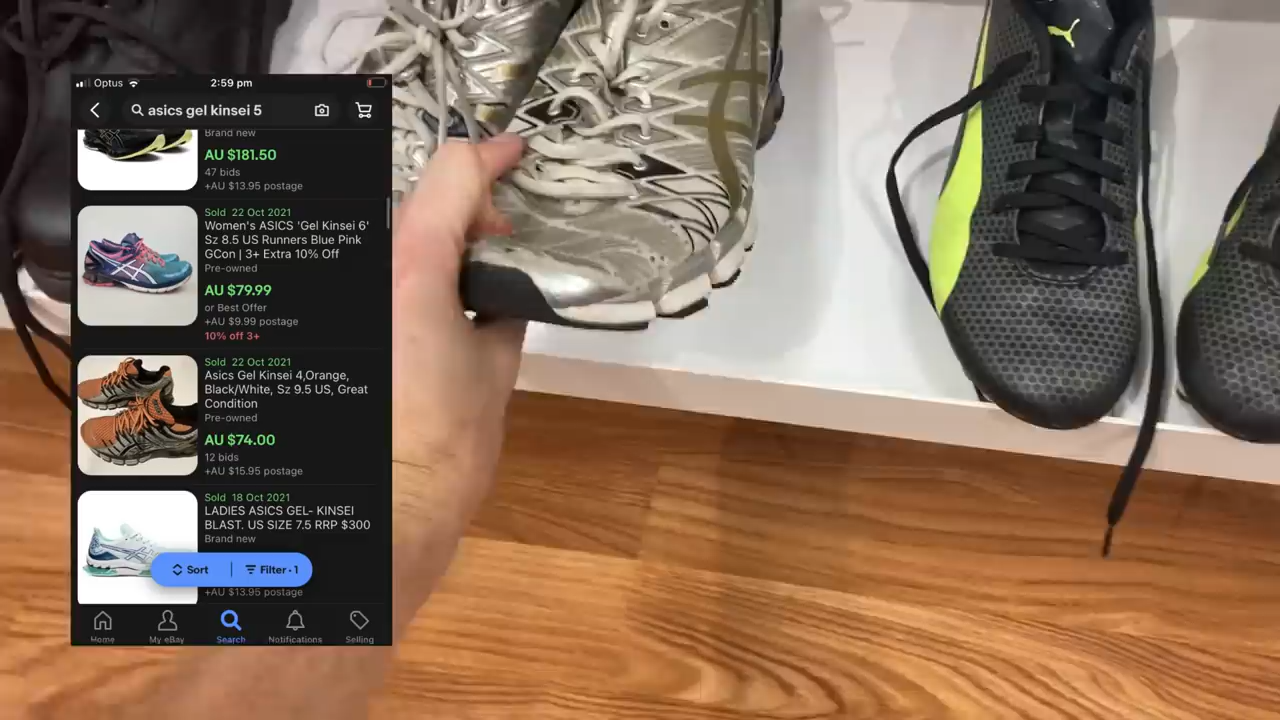 Optus
2:59 pm
asics gel kinsei 5
Brand new
AU $181.50
47 bids
+AU $13.95 postage
Sold 22 Oct 2021
Women's ASICS 'Gel Kinsei 6'
Sz 8.5 US Runners Blue Pink
GCon | 3+ Extra 10% Off
Pre-owned
AU $79.99
or Best Offer
+AU $9.99 postage
10% off 3+
Sold 22 Oct 2021
Asics Gel Kinsei 4,Orange,
Black/White, Sz 9.5 US, Great
Condition
Pre-owned
AU $74.00
12 bids
+AU $15.95 postage
Sold 18 Oct 2021
LADIES ASICS GEL- KINSEI
BLAST. US SIZE 7.5 RRP $300
Brand new
Sort
Filter · 1
+AU $13.95 postage
Home
My eBay
Search
Notifications
Selling